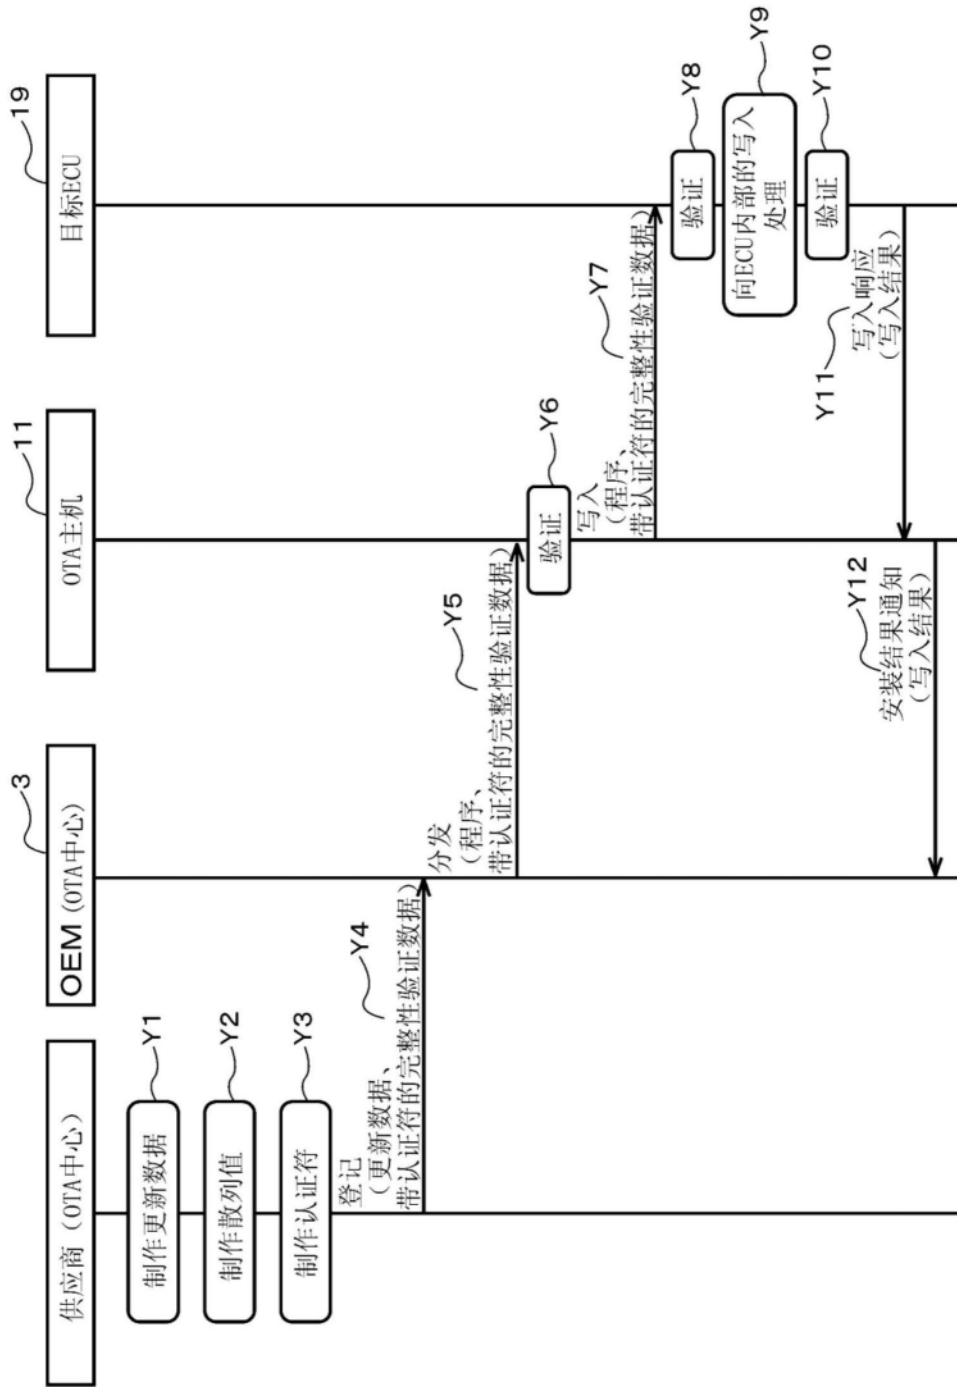 供应商（OTA中心）
OEM（OTA中心）
3
OTA主机
11
目标ECU
19
制作更新数据
Y1
制作散列值
Y2
制作认证符
Y3
登记
（更新数据、
带认证符的完整性验证数据）
Y4
分发
（程序、
带认证符的完整性验证数据）
Y5
验证
Y6
写入
（程序、
带认证符的完整性验证数据）
Y7
验证
Y8
向ECU内部的写入
处理
Y9
验证
Y10
写入响应
（写入结果）
Y11
安装结果通知
（写入结果）
Y12